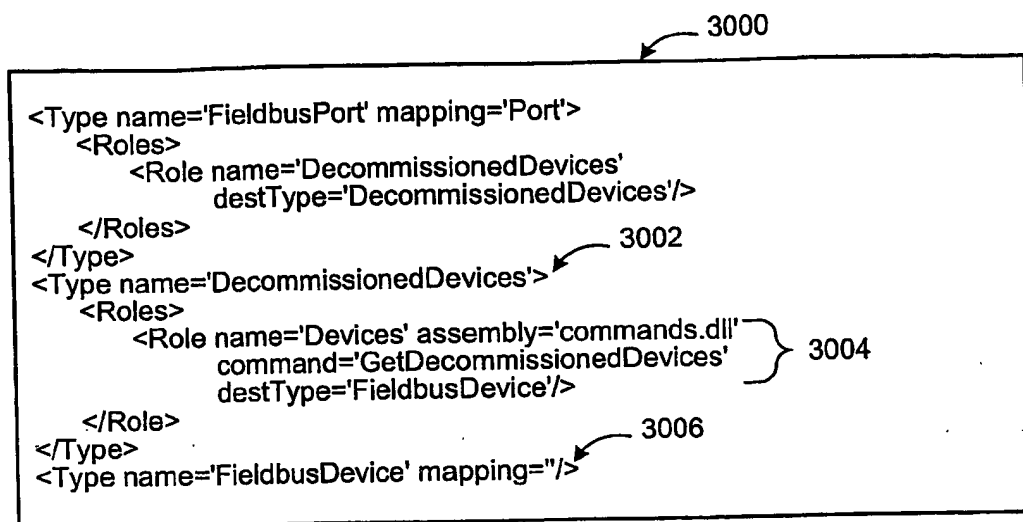 3000
<Type name='FieldbusPort' mapping='Port'>
<Roles>
<Role name='DecommissionedDevices'
destType='DecommissionedDevices'/>
</Roles>
</Type>
3002
<Type name='DecommissionedDevices'>
<Roles>
<Role name='Devices' assembly='commands.dll'
command='GetDecommissionedDevices'
destType='FieldbusDevice'/>
3004
</Role>
</Type>
3006
<Type name='FieldbusDevice' mapping=''/>